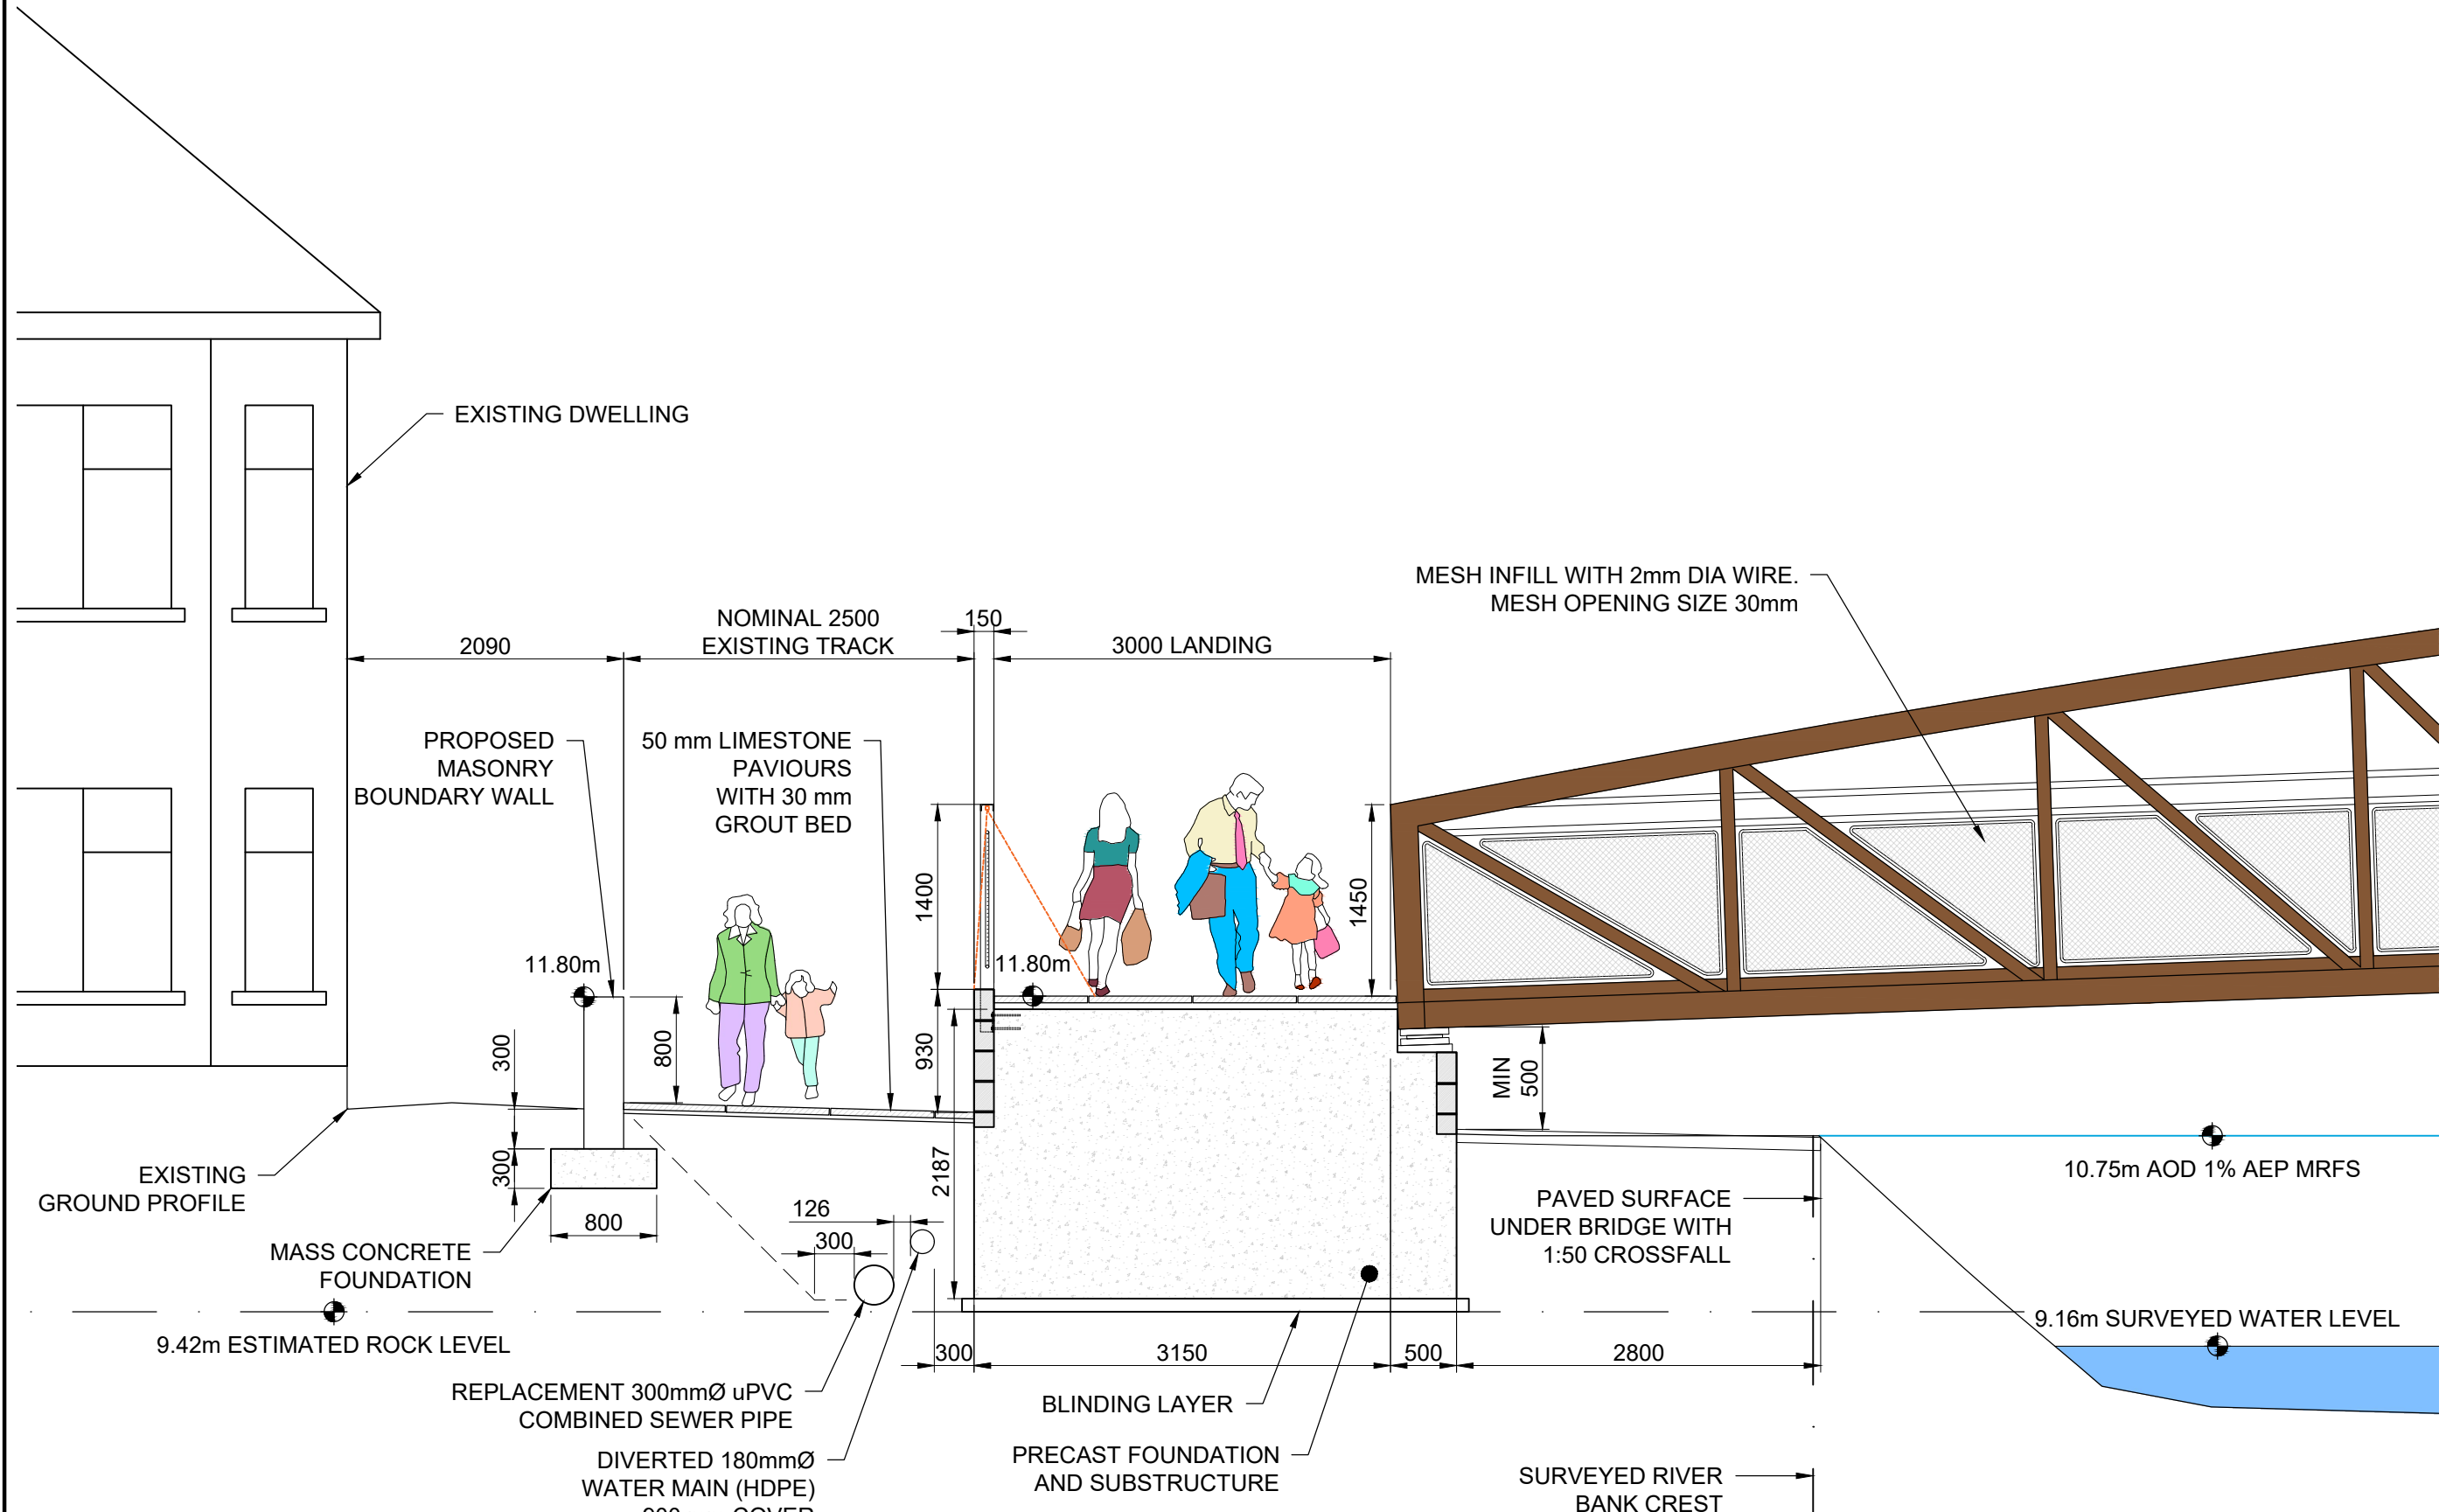 EXISTING DWELLING
MESH INFILL WITH 2mm DIA WIRE.
MESH OPENING SIZE 30mm
2090
NOMINAL 2500
EXISTING TRACK
150
3000 LANDING
PROPOSED
MASONRY
BOUNDARY WALL
50 mm LIMESTONE
PAVIOURS
WITH 30 mm
GROUT BED
1400
1450
11.80m
11.80m
300
800
930
MIN
500
300
2187
EXISTING
GROUND PROFILE
800
126
300
MASS CONCRETE
FOUNDATION
PAVED SURFACE
UNDER BRIDGE WITH
1:50 CROSSFALL
10.75m AOD 1% AEP MRFS
9.42m ESTIMATED ROCK LEVEL
9.16m SURVEYED WATER LEVEL
300
3150
500
2800
REPLACEMENT 300mmØ uPVC
COMBINED SEWER PIPE
BLINDING LAYER
DIVERTED 180mmØ
WATER MAIN (HDPE)
PRECAST FOUNDATION
AND SUBSTRUCTURE
SURVEYED RIVER
BANK CREST